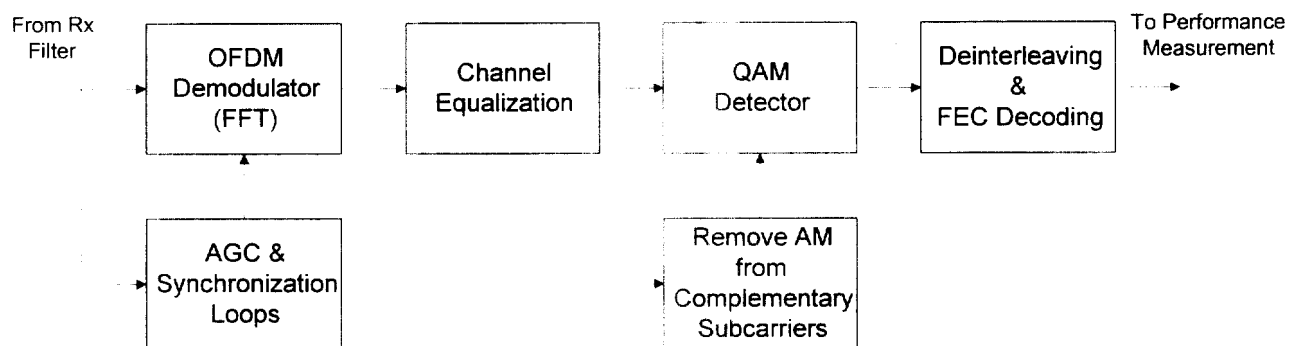 From Rx
Filter
OFDM
Demodulator
(FFT)
Channel
Equalization
QAM
Detector
Deinterleaving
&
FEC Decoding
To Performance
Measurement
AGC &
Synchronization
Loops
Remove AM
from
Complementary
Subcarriers